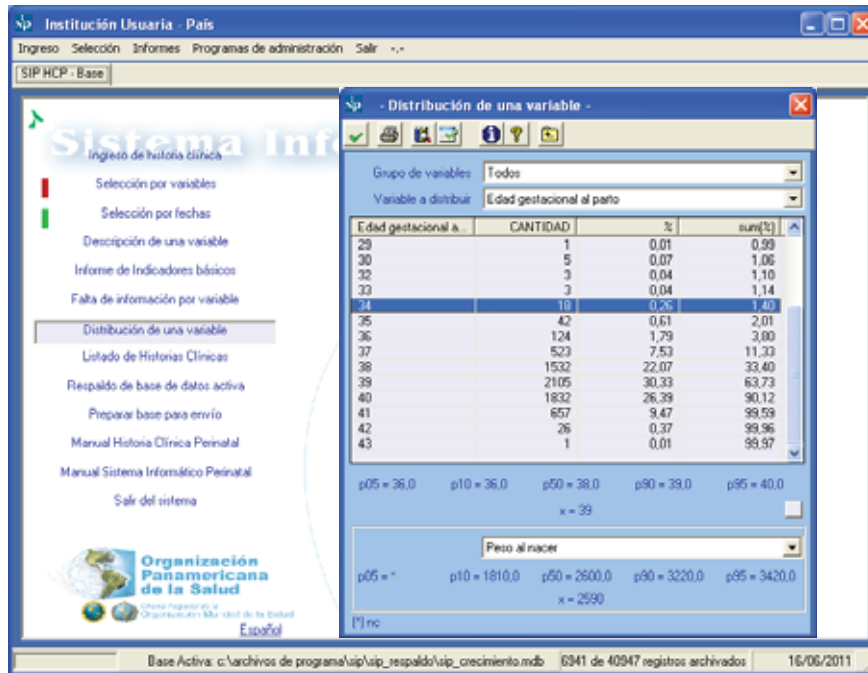 Institución Usuaria - País
Ingreso Selección Informes Programas de administración Salir -.-
SIP HCP - Base
Sistema Info
Ingreso de historia clínica
Selección por variables
Selección por fechas
Descripción de una variable
Informe de Indicadores básicos
Falta de información por variable
Distribución de una variable
Listado de Historias Clínicas
Respaldo de base de datos activa
Preparar base para envío
Manual Historia Clínica Perinatal
Manual Sistema Informático Perinatal
Salir del sistema
Organización
Panamericana
de la Salud
Oficina Regional de la
Organización Mundial de la Salud
Español
- Distribución de una variable -
Grupo de variables Todos
Variable a distribuir Edad gestacional al parto
Edad gestacional a... CANTIDAD % sum(%)
29 1 0,01 0,99
30 5 0,07 1,06
32 3 0,04 1,10
33 3 0,04 1,14
34 18 0,26 1,40
35 42 0,61 2,01
36 124 1,79 3,80
37 523 7,53 11,33
38 1532 22,07 33,40
39 2105 30,33 63,73
40 1832 26,39 90,12
41 657 9,47 99,59
42 26 0,37 99,96
43 1 0,01 99,97
p05 = 36,0 p10 = 36,0 p50 = 38,0 p90 = 39,0 p95 = 40,0
x = 39
Peso al nacer
p05 = * p10 = 1810,0 p50 = 2600,0 p90 = 3220,0 p95 = 3420,0
x = 2590
[*] nc
Base Activa: c:\archivos de programa\sip\sip_respaldo\sip_crecimiento.mdb 6941 de 40947 registros archivados 16/06/2011